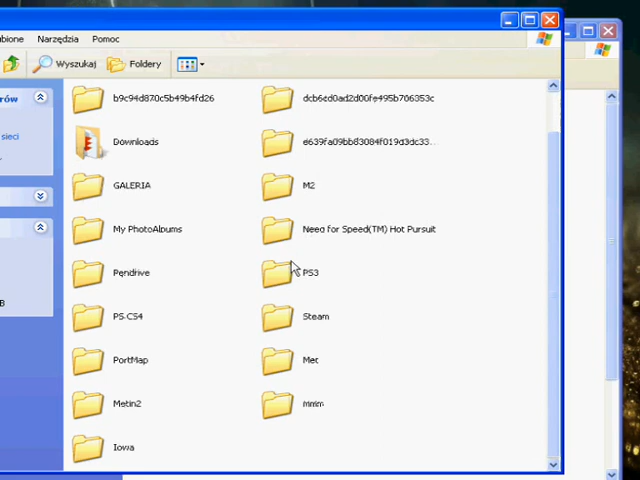 ubione Narzędzia Pomoc
Wyszukaj Foldery
rów
sieci
B
b9c94d870c5b49b4fd26 dcb6ed0ad2d00fe495b706353c
Downloads e639fa09bb83084f019d3dc33...
GALERIA M2
My PhotoAlbums Need for Speed(TM) Hot Pursuit
Pendrive PS3
PS CS4 Steam
PortMap Mec
Metin2 mmm
Iowa